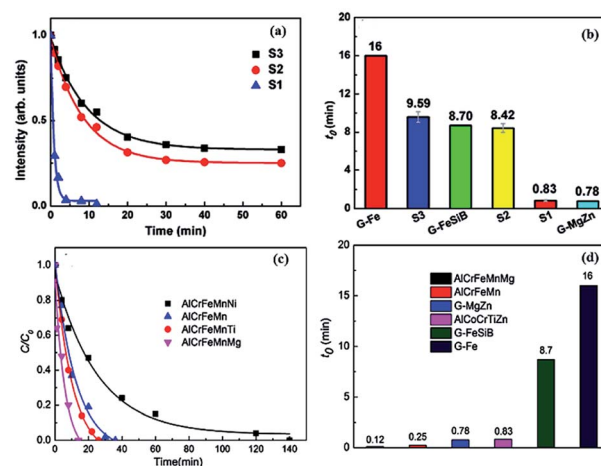 (a)
S3
S2
S1
Intensity (arb. units)
1.0
0.5
0.0
0 10 20 30 40 50 60
Time (min)
(b)
t0 (min)
20
16
12
8
4
0
16
9.59
8.70
8.42
0.83
0.78
G-Fe
S3
G-FeSiB
S2
S1
G-MgZn
(c)
AlCrFeMnNi
AlCrFeMn
AlCrFeMnTi
AlCrFeMnMg
C/C0
1.0
0.8
0.6
0.4
0.2
0.0
0 20 40 60 80 100 120 140
Time(min)
(d)
AlCrFeMnMg
AlCrFeMn
G-MgZn
AlCoCrTiZn
G-FeSiB
G-Fe
t0 (min)
20
15
10
5
0
0.12
0.25
0.78
0.83
8.7
16